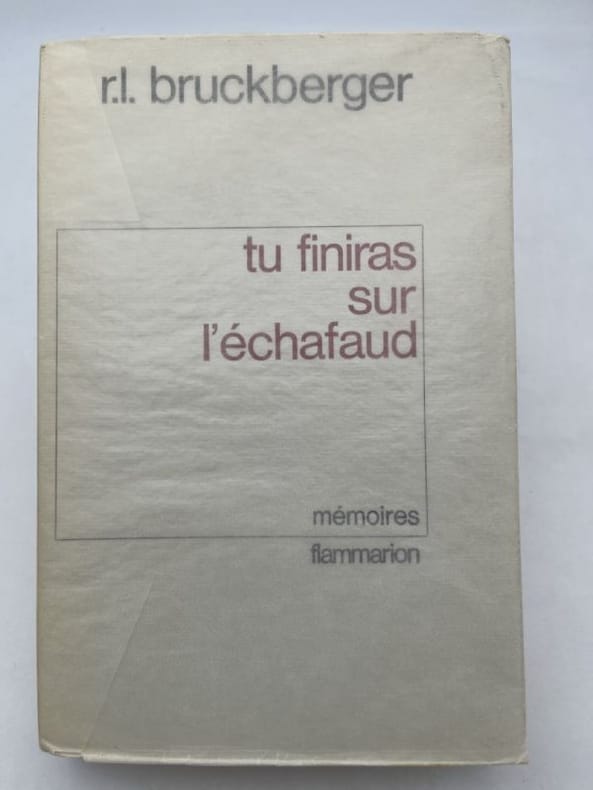 r.l. bruckberger
tu finiras
sur
l'échafaud
mémoires
flammarion